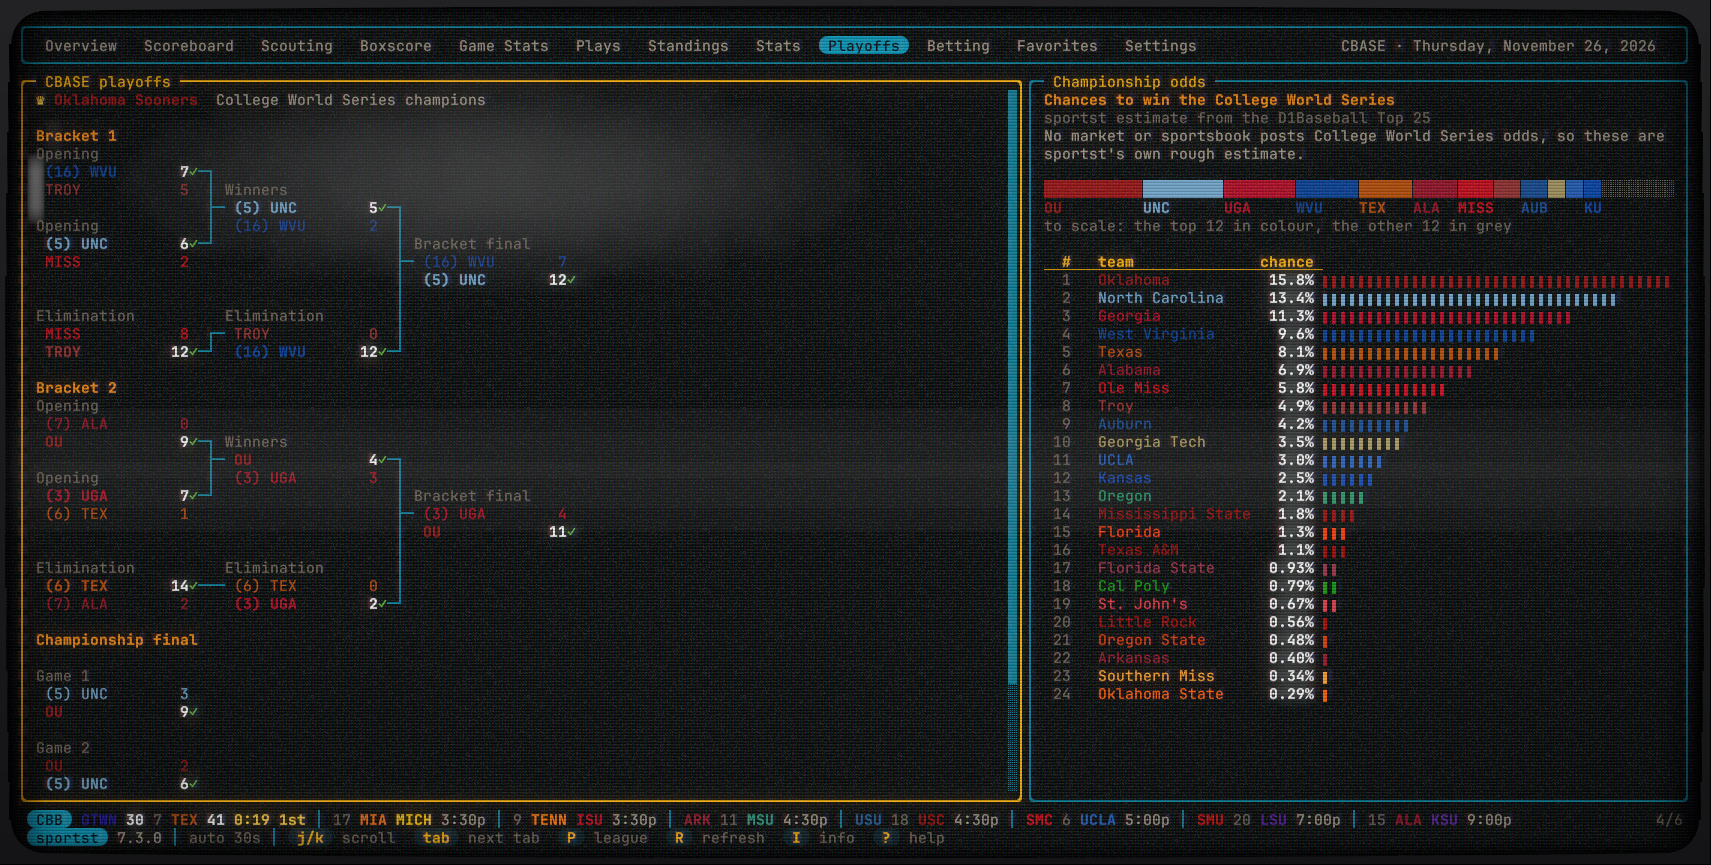 Overview Scoreboard Scouting Boxscore Game Stats Plays Standings Stats Playoffs Betting Favorites Settings CBASE · Thursday, November 26, 2026
CBASE playoffs
♛ Oklahoma Sooners College World Series champions
Bracket 1
Opening
(16) WVU 7✓
TROY 5
Winners
(5) UNC 5✓
(16) WVU 2
Opening
(5) UNC 6✓
MISS 2
Bracket final
(16) WVU 7
(5) UNC 12✓
Elimination
MISS 8
TROY 12✓
Elimination
TROY 0
(16) WVU 12✓
Bracket 2
Opening
(7) ALA 0
OU 9✓
Winners
OU 4✓
(3) UGA 3
Opening
(3) UGA 7✓
(6) TEX 1
Bracket final
(3) UGA 4
OU 11✓
Elimination
(6) TEX 14✓
(7) ALA 2
Elimination
(6) TEX 0
(3) UGA 2✓
Championship final
Game 1
(5) UNC 3
OU 9✓
Game 2
OU 2
(5) UNC 6✓
Championship odds
Chances to win the College World Series
sportst estimate from the D1Baseball Top 25
No market or sportsbook posts College World Series odds, so these are
sportst's own rough estimate.
OU UNC UGA WVU TEX ALA MISS AUB KU
to scale: the top 12 in colour, the other 12 in grey
# team chance
1 Oklahoma 15.8%
2 North Carolina 13.4%
3 Georgia 11.3%
4 West Virginia 9.6%
5 Texas 8.1%
6 Alabama 6.9%
7 Ole Miss 5.8%
8 Troy 4.9%
9 Auburn 4.2%
10 Georgia Tech 3.5%
11 UCLA 3.0%
12 Kansas 2.5%
13 Oregon 2.1%
14 Mississippi State 1.8%
15 Florida 1.3%
16 Texas A&M 1.1%
17 Florida State 0.93%
18 Cal Poly 0.79%
19 St. John's 0.67%
20 Little Rock 0.56%
21 Oregon State 0.48%
22 Arkansas 0.40%
23 Southern Miss 0.34%
24 Oklahoma State 0.29%
CBB GTWN 30 7 TEX 41 0:19 1st │ 17 MIA MICH 3:30p │ 9 TENN ISU 3:30p │ ARK 11 MSU 4:30p │ USU 18 USC 4:30p │ SMC 6 UCLA 5:00p │ SMU 20 LSU 7:00p │ 15 ALA KSU 9:00p 4/6
sportst 7.3.0 │ auto 30s │ j/k scroll tab next tab P league R refresh I info ? help